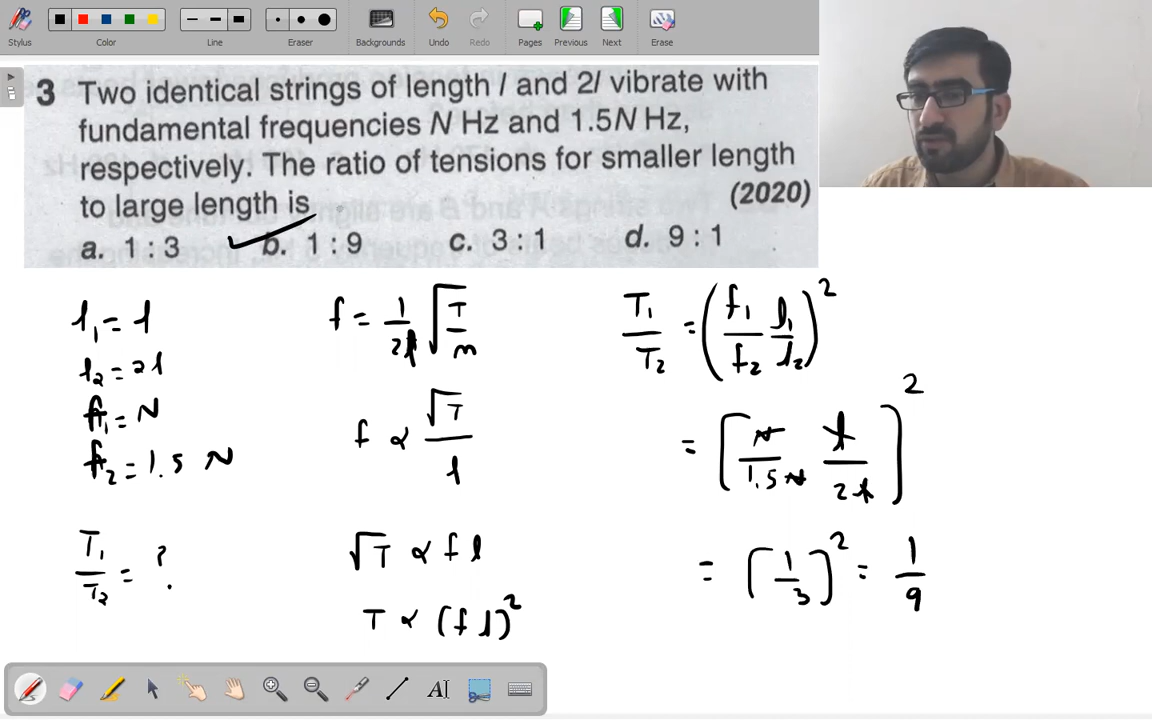 Stylus
Color
Line
Eraser
Backgrounds
Undo
Redo
Pages
Previous
Next
Erase
3 Two identical strings of length l and 2l vibrate with
fundamental frequencies N Hz and 1.5N Hz,
respectively. The ratio of tensions for smaller length
to large length is (2020)
a. 1 : 3 b. 1 : 9 c. 3 : 1 d. 9 : 1
l₁ = l
l₂ = 2l
f₁ = N
f₂ = 1.5 N
T₁/T₂ = ?
f = 1/2l √(T/m)
f ∝ √T/l
√T ∝ f l
T ∝ (f l)²
T₁/T₂ = (f₁/f₂ l₁/l₂)²
= [N/1.5N l/2l]²
= [1/3]² = 1/9
A